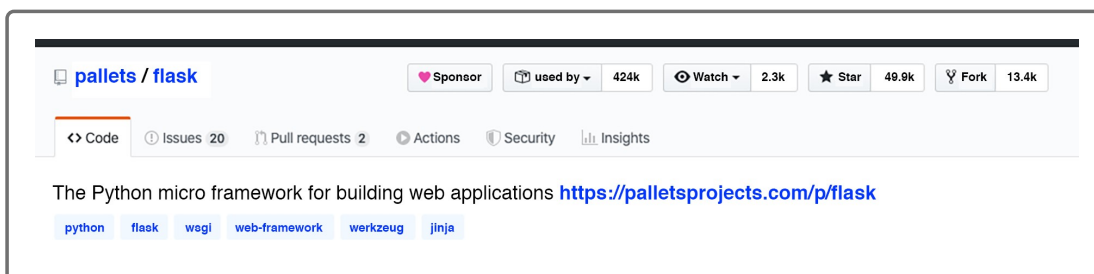 pallets / flask Sponsor used by 424k Watch 2.3k Star 49.9k Fork 13.4k
<> Code Issues 20 Pull requests 2 Actions Security Insights
The Python micro framework for building web applications https://palletsprojects.com/p/flask
python flask wsgi web-framework werkzeug jinja